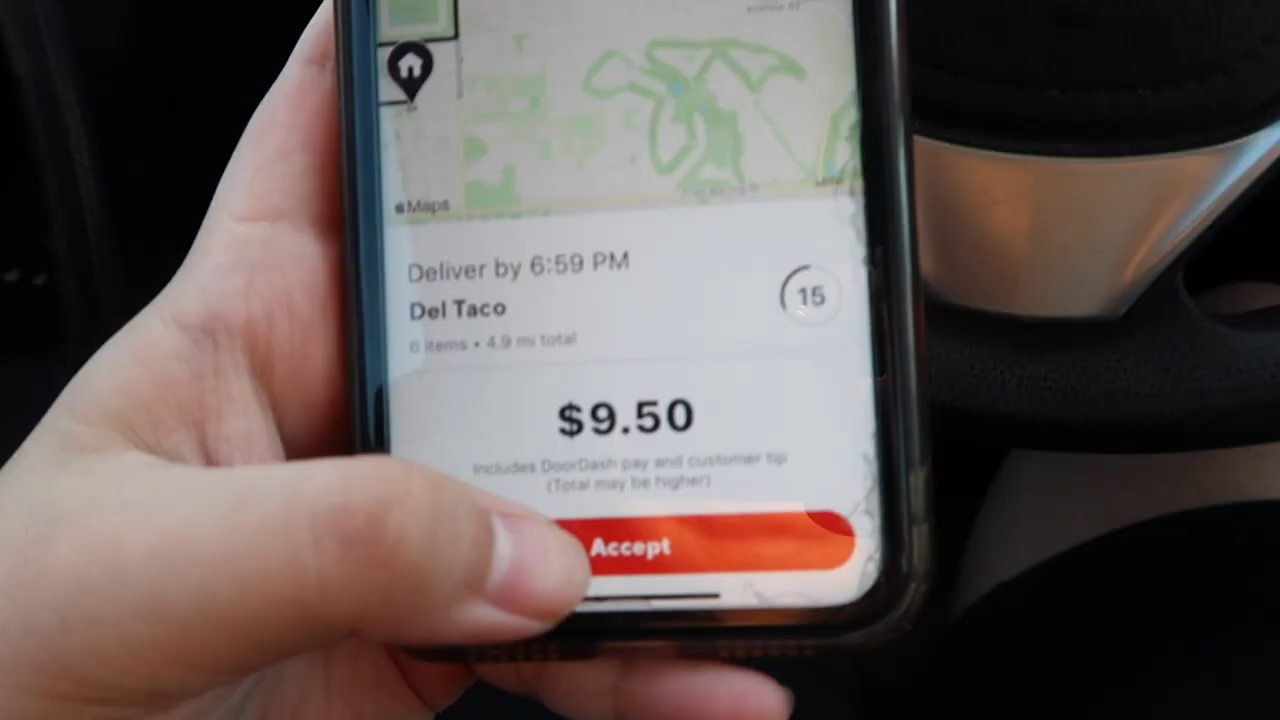 Maps
Deliver by 6:59 PM
Del Taco
15
6 items • 4.9 mi total
$9.50
Includes DoorDash pay and customer tip
(Total may be higher)
Accept